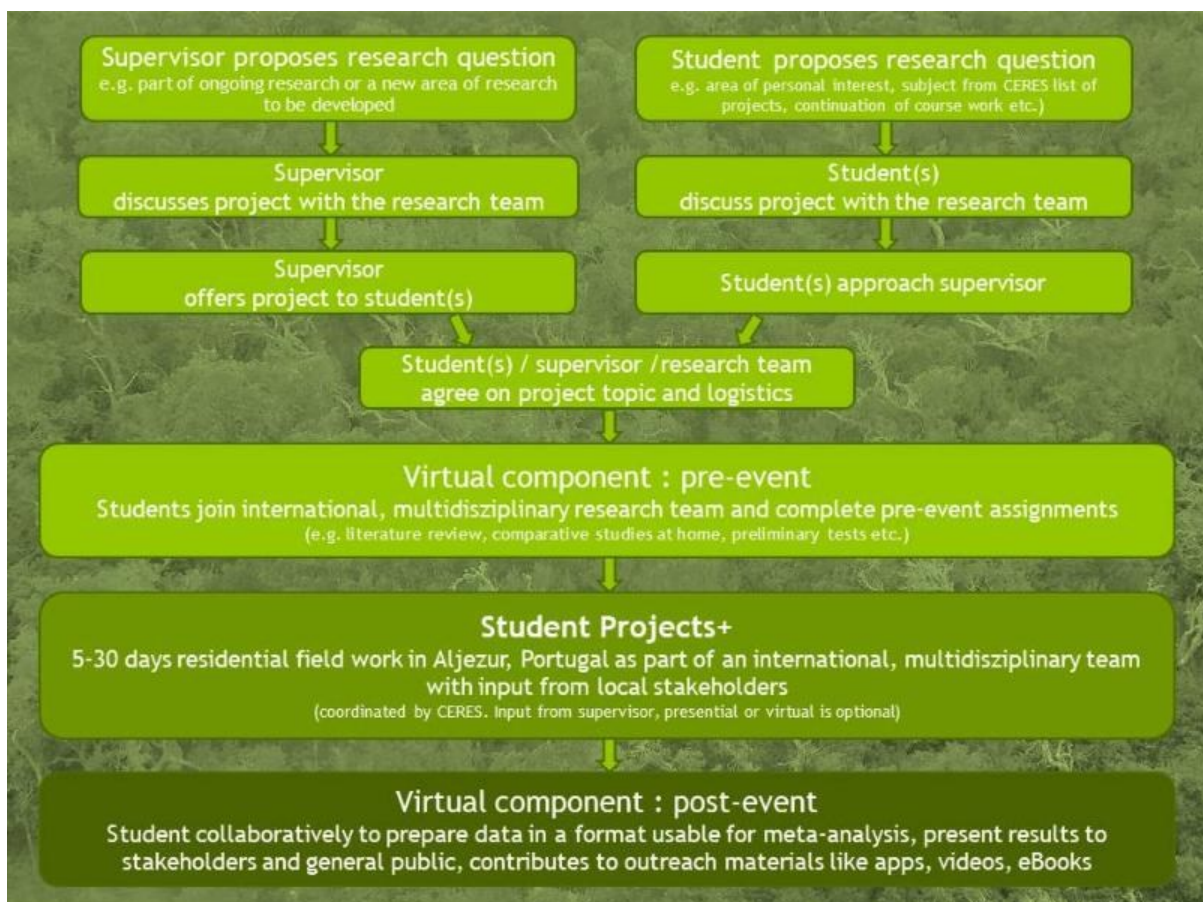 Supervisor proposes research question
e.g. part of ongoing research or a new area of research
to be developed
Student proposes research question
e.g. area of personal interest, subject from CERES list of
projects, continuation of course work etc.)
Supervisor
discusses project with the research team
Student(s)
discuss project with the research team
Supervisor
offers project to student(s)
Student(s) approach supervisor
Student(s) / supervisor /research team
agree on project topic and logistics
Virtual component : pre-event
Students join international, multidisziplinary research team and complete pre-event assignments
(e.g. literature review, comparative studies at home, preliminary tests etc.)
Student Projects+
5-30 days residential field work in Aljezur, Portugal as part of an international, multidisziplinary team
with input from local stakeholders
(coordinated by CERES. Input from supervisor, presential or virtual is optional)
Virtual component : post-event
Student collaboratively to prepare data in a format usable for meta-analysis, present results to
stakeholders and general public, contributes to outreach materials like apps, videos, eBooks